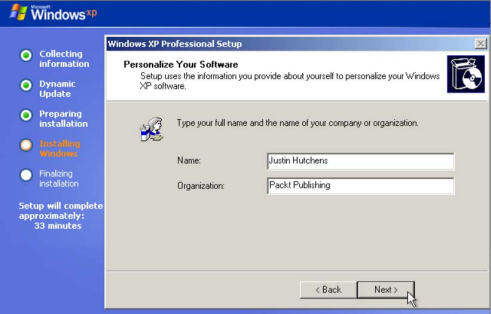 Microsoft
Windows xp
Collecting
information
Dynamic
Update
Preparing
installation
Installing
Windows
Finalizing
installation
Setup will complete
approximately:
33 minutes
Windows XP Professional Setup
Personalize Your Software
Setup uses the information you provide about yourself to personalize your Windows
XP software.
Type your full name and the name of your company or organization.
Name:
Justin Hutchens
Organization:
Packt Publishing
< Back
Next >